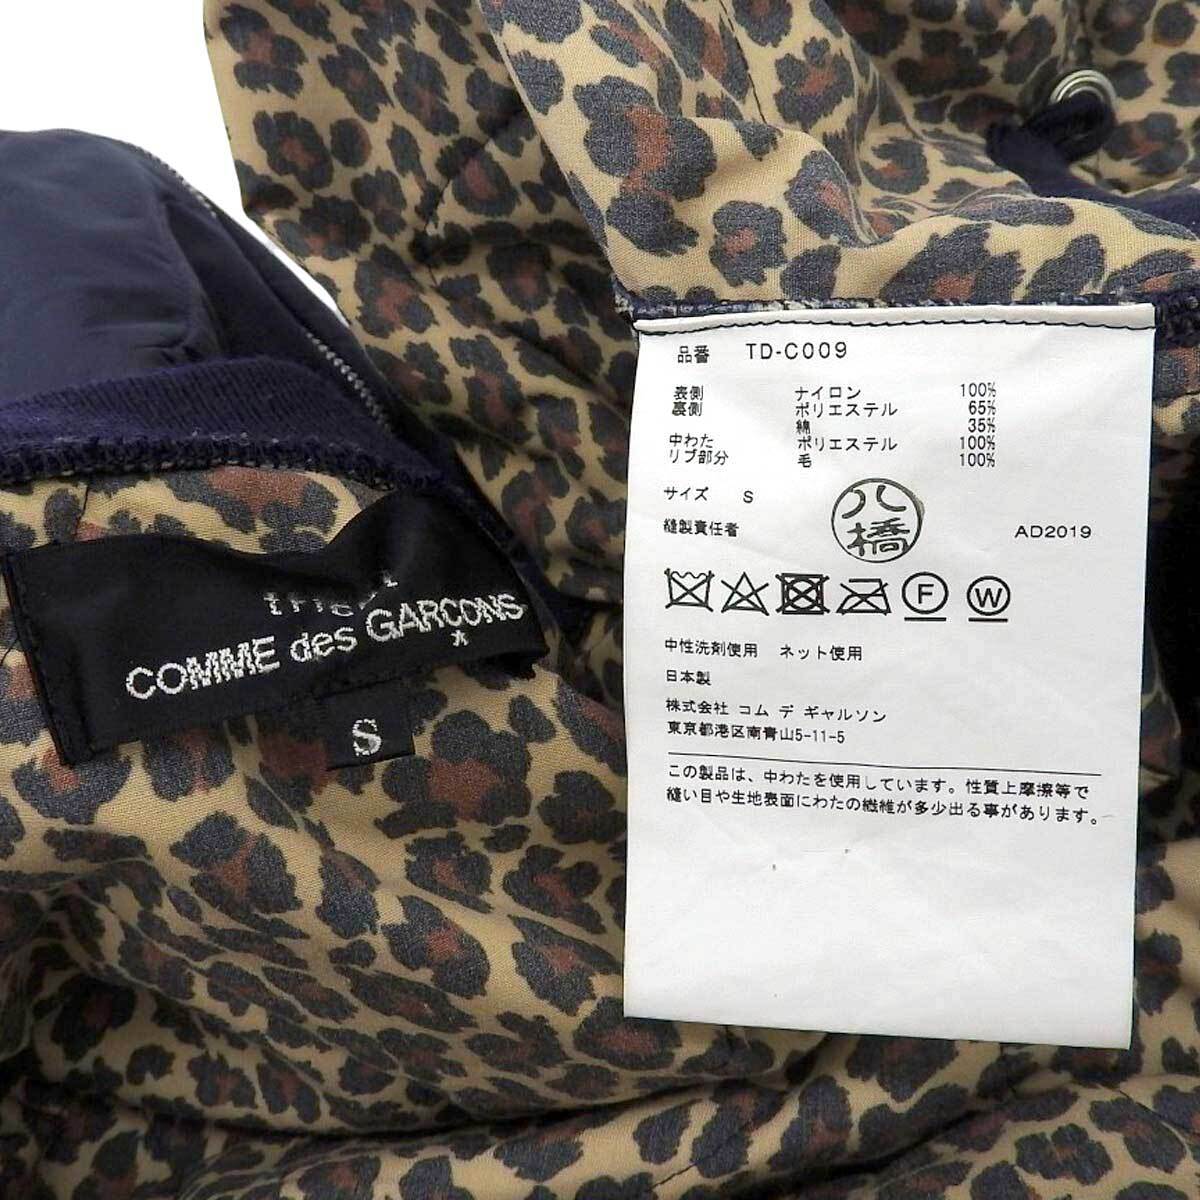 tricot
COMME des GARCONS
S
品番 TD-C009
表側 ナイロン 100%
裏側 ポリエステル 65%
綿 35%
中わた ポリエステル 100%
リブ部分 毛 100%
サイズ S
縫製責任者 八橋 AD2019
F W
中性洗剤使用 ネット使用
日本製
株式会社 コム デ ギャルソン
東京都港区南青山5-11-5
この製品は、中わたを使用しています。性質上摩擦等で
縫い目や生地表面にわたの繊維が多少出る事があります。